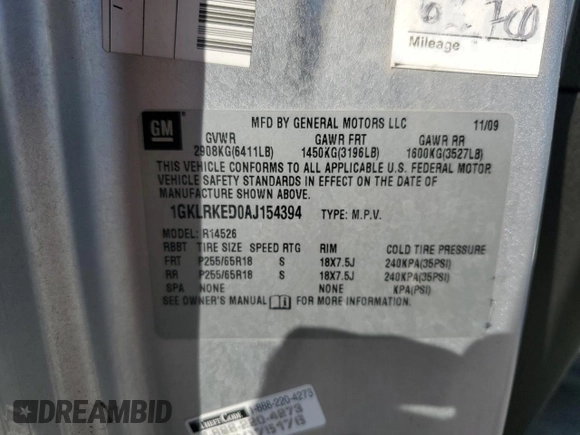 Mileage
GM
MFD BY GENERAL MOTORS LLC 11/09
GVWR GAWR FRT GAWR RR
2908KG(6411LB) 1450KG(3196LB) 1600KG(3527LB)
THIS VEHICLE CONFORMS TO ALL APPLICABLE U.S. FEDERAL MOTOR
VEHICLE SAFETY STANDARDS IN EFFECT ON THE DATE OF
MANUFACTURE SHOWN ABOVE.
1GKLRKED0AJ154394 TYPE: M.P.V.
MODEL: R14526
RBBT TIRE SIZE SPEED RTG RIM COLD TIRE PRESSURE
FRT P255/65R18 S 18X7.5J 240KPA(35PSI)
RR P255/65R18 S 18X7.5J 240KPA(35PSI)
SPA NONE NONE KPA(PSI)
SEE OWNER'S MANUAL FOR MORE INFORMATION.
1-888-220-4273
DREAMBID